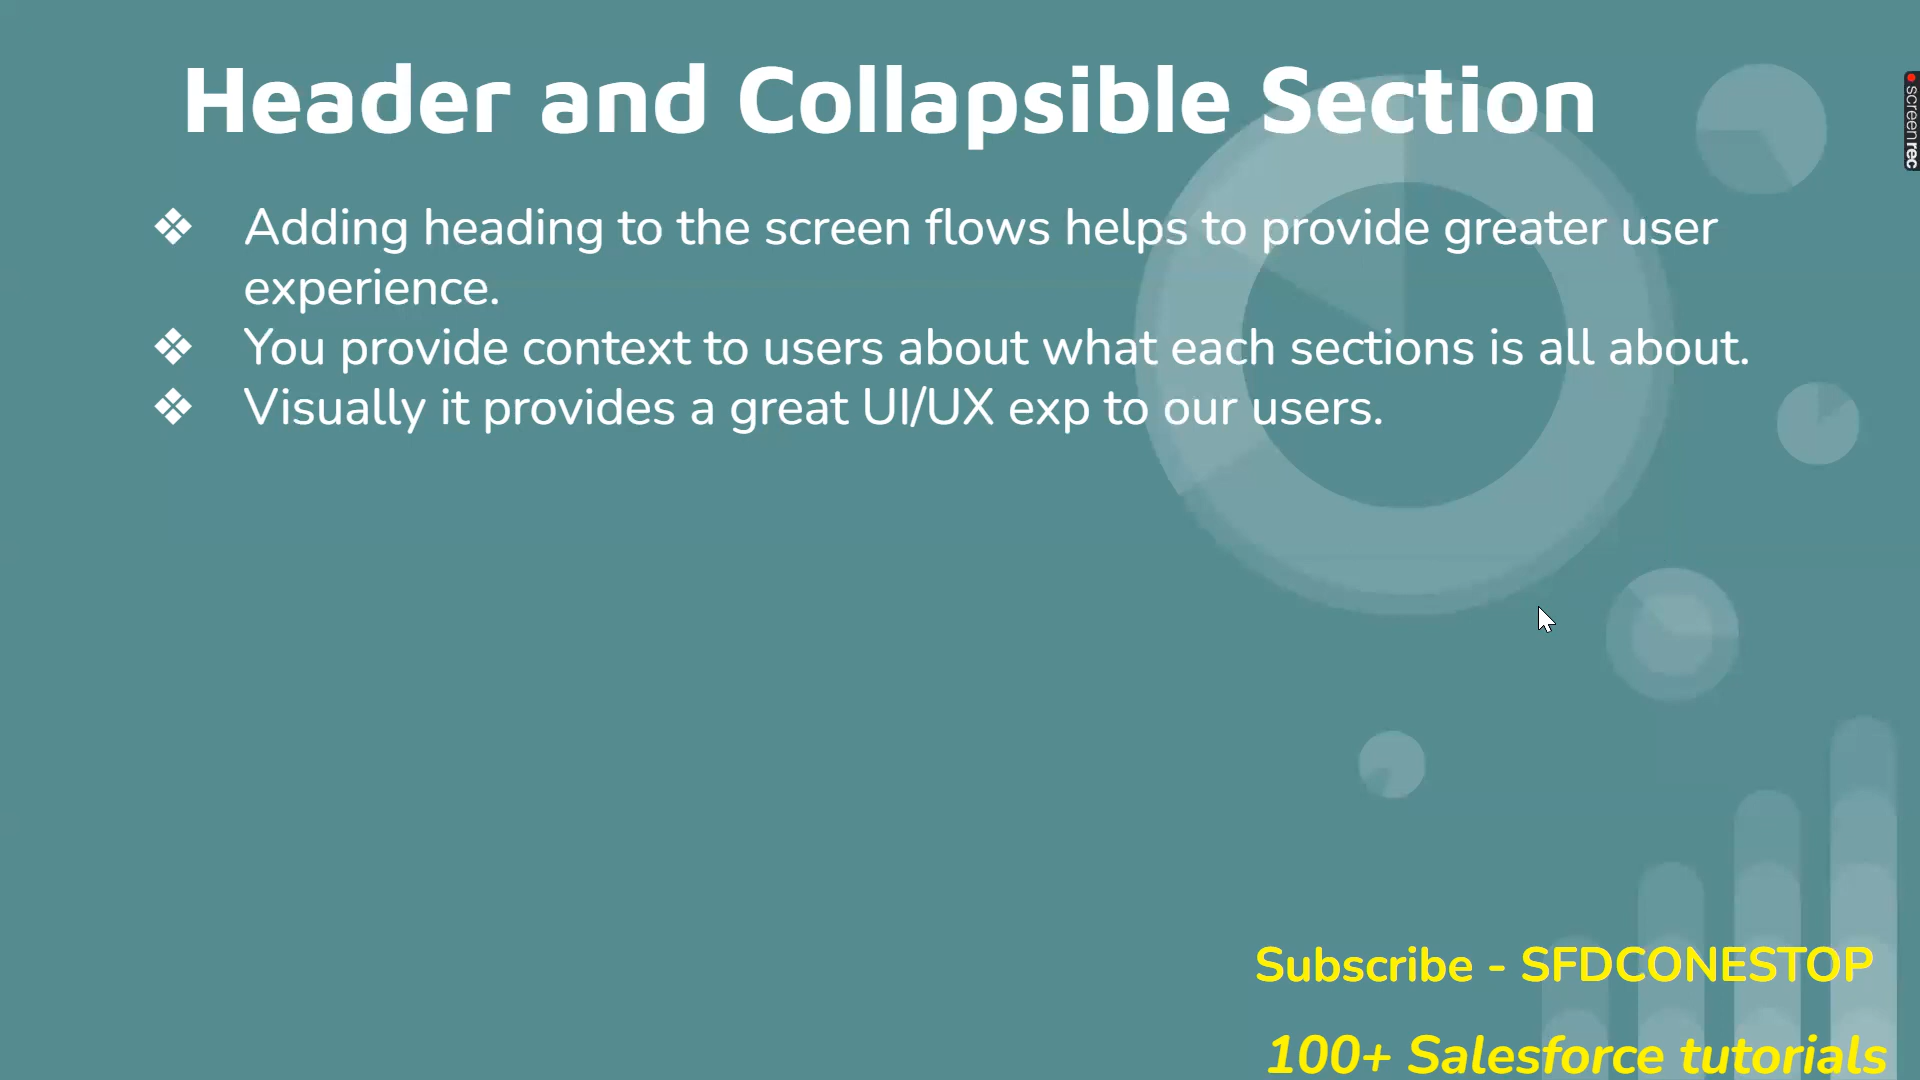 Header and Collapsible Section
❖ Adding heading to the screen flows helps to provide greater user
experience.
❖ You provide context to users about what each sections is all about.
❖ Visually it provides a great UI/UX exp to our users.
screenrec
Subscribe - SFDCONESTOP
100+ Salesforce tutorials